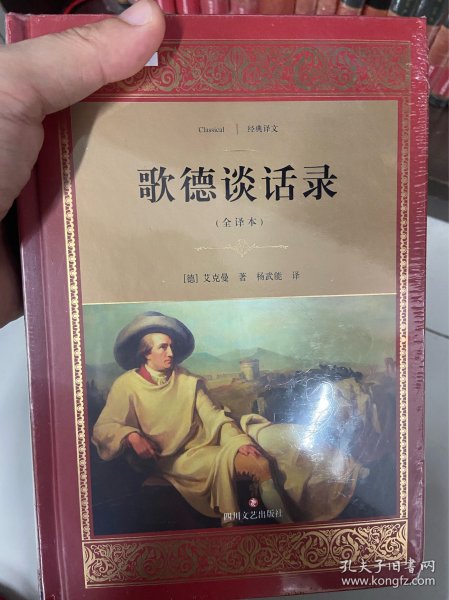 Classical | 经典译文
歌德谈话录
(全译本)
[德] 艾克曼 著 杨武能 译
四川文艺出版社
孔夫子旧书网
www.kongfz.com